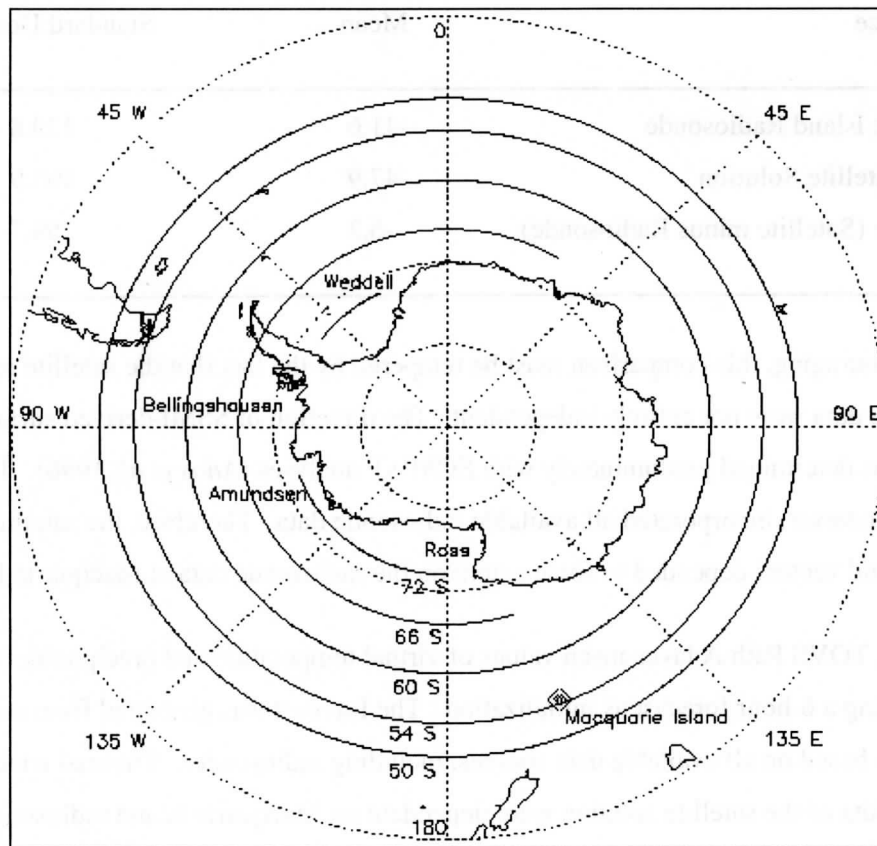 0
45 W
45 E
Weddell
90 W
Bellingshausen
90 E
Amundsen
Ross
72 S
66 S
60 S
Macquarie Island
54 S
135 W
135 E
50 S
180